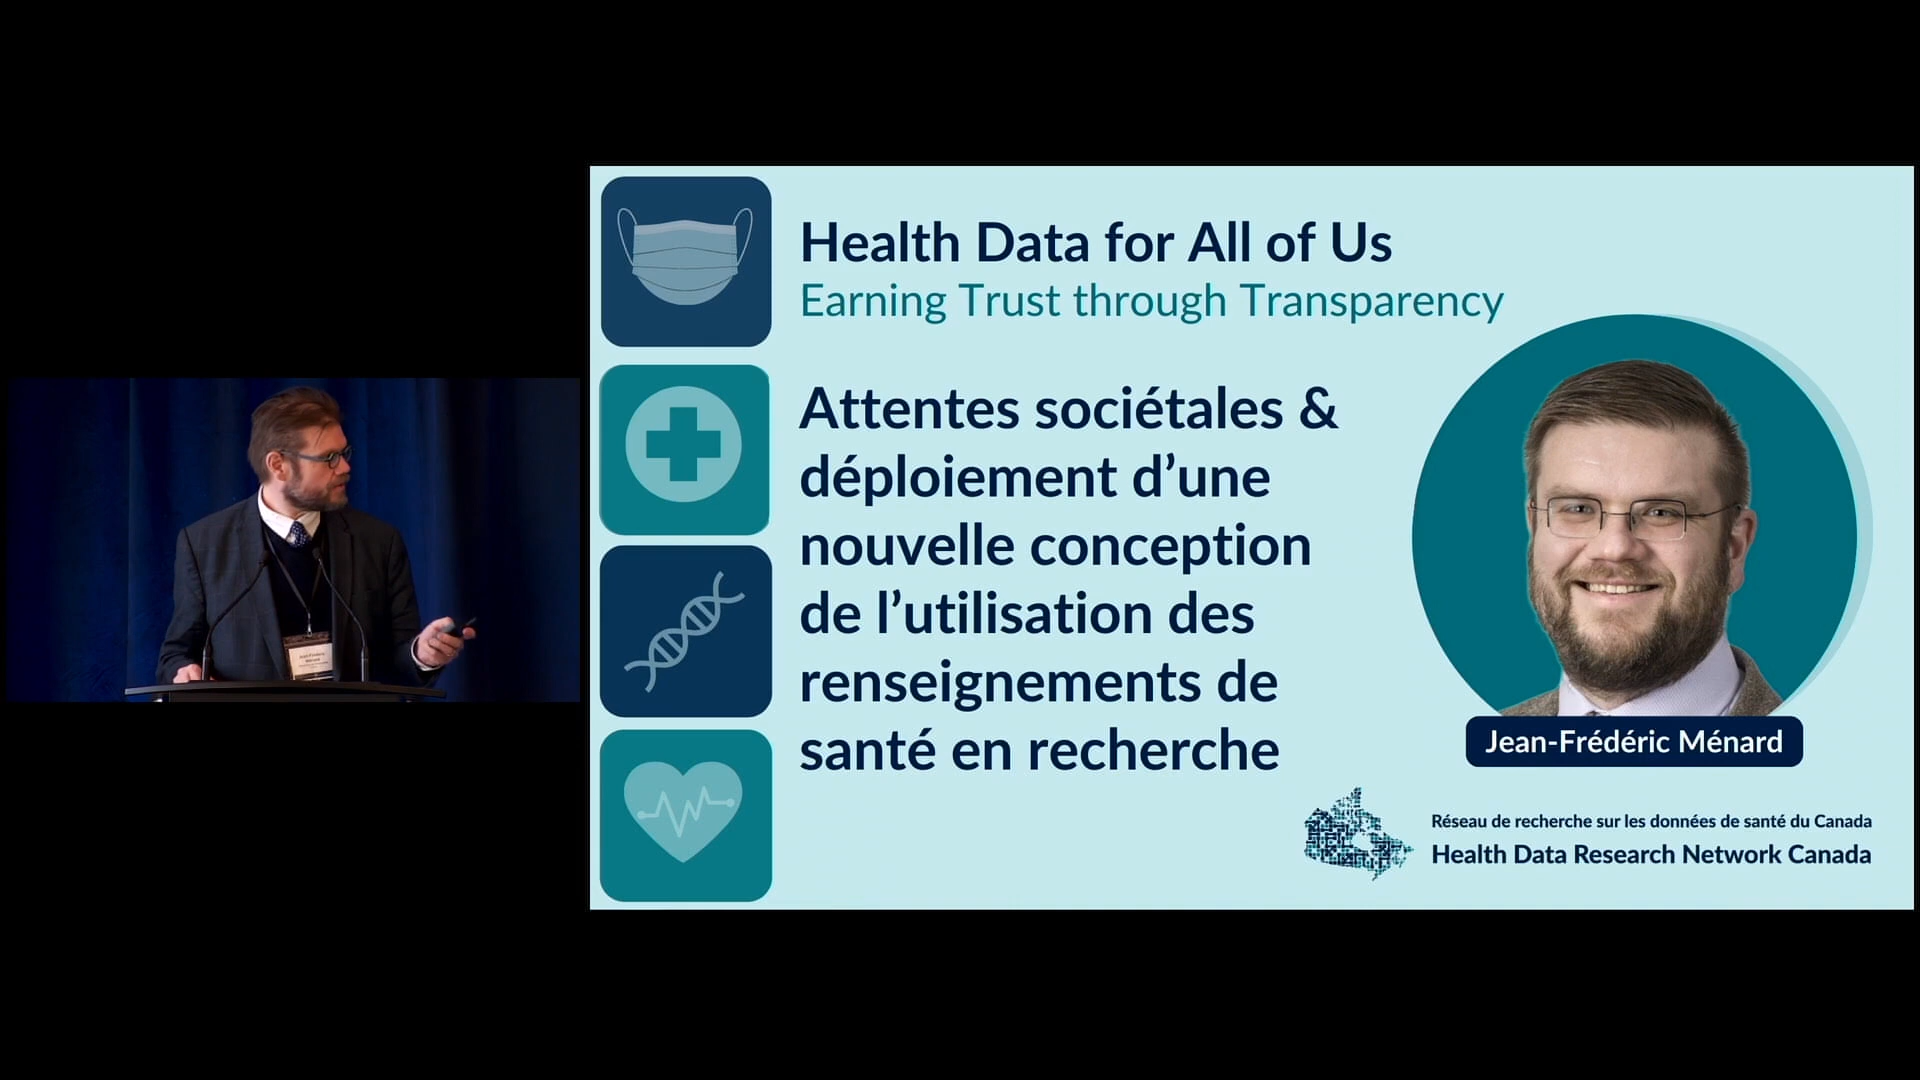 Health Data for All of Us
Earning Trust through Transparency
Attentes sociétales &
déploiement d’une
nouvelle conception
de l’utilisation des
renseignements de
santé en recherche
Jean-Frédéric Ménard
Réseau de recherche sur les données de santé du Canada
Health Data Research Network Canada